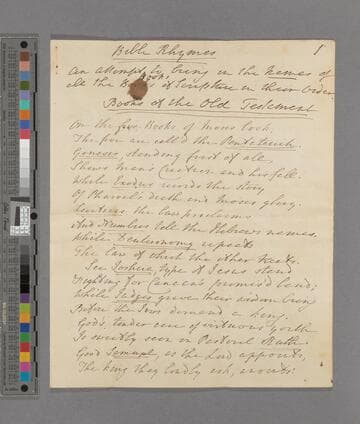 Bible Rhymes
1
An attempt to bring in the Names of
all the Books of Scripture in their order
Books of the Old Testament
On the five Books of Moses look,
The five are call'd the Pentateuch.
Genesis, standing first of all,
Shews Man's Creation and his fall.
While Exodus records the story
Of Pharaoh's death and Moses glory.
Leviticus the laws proclaims
And Numbers tell the Hebrews names.
While Deuteronomy repeats
The law of which the other treats.
See Joshua, type of Jesus stand
Fighting for Canaan's promis'd land;
While Judges give their wisdom
Before the Jews demand a king.
God's tender care of virtuous youth
Is sweetly seen in Pastoral Ruth.
Good Samuel, as the Lord appoints,
The King they ask, anoints.